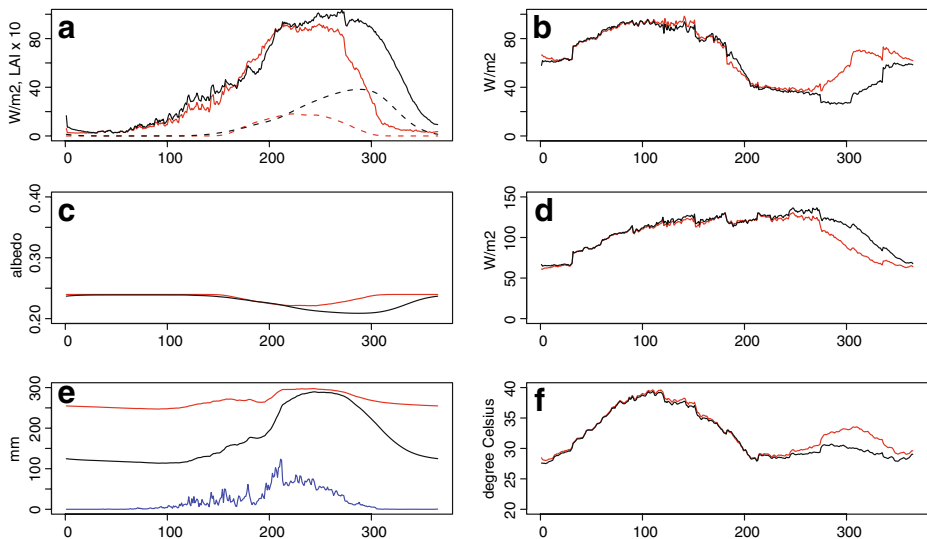 a
W/m2, LAI x 10
0 40 80
0 100 200 300
b
W/m2
0 40 80
0 100 200 300
c
albedo
0.20 0.30 0.40
0 100 200 300
d
W/m2
0 50 100 150
0 100 200 300
e
mm
0 100 200 300
0 100 200 300
f
degree Celsius
20 25 30 35 40
0 100 200 300